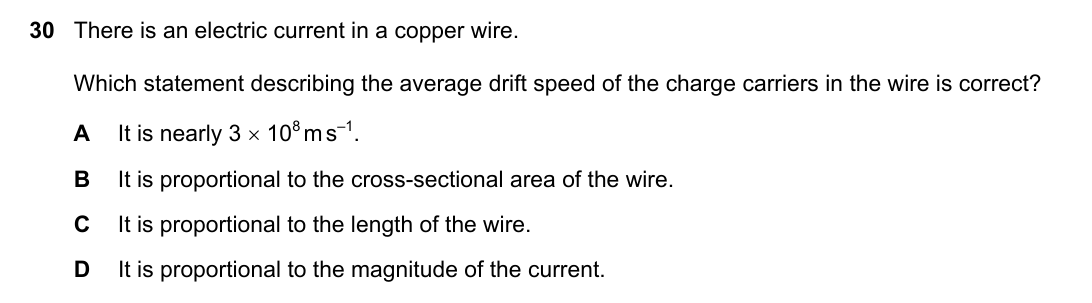 30 There is an electric current in a copper wire.
Which statement describing the average drift speed of the charge carriers in the wire is correct?
A It is nearly 3 × 10⁸ m s⁻¹.
B It is proportional to the cross-sectional area of the wire.
C It is proportional to the length of the wire.
D It is proportional to the magnitude of the current.